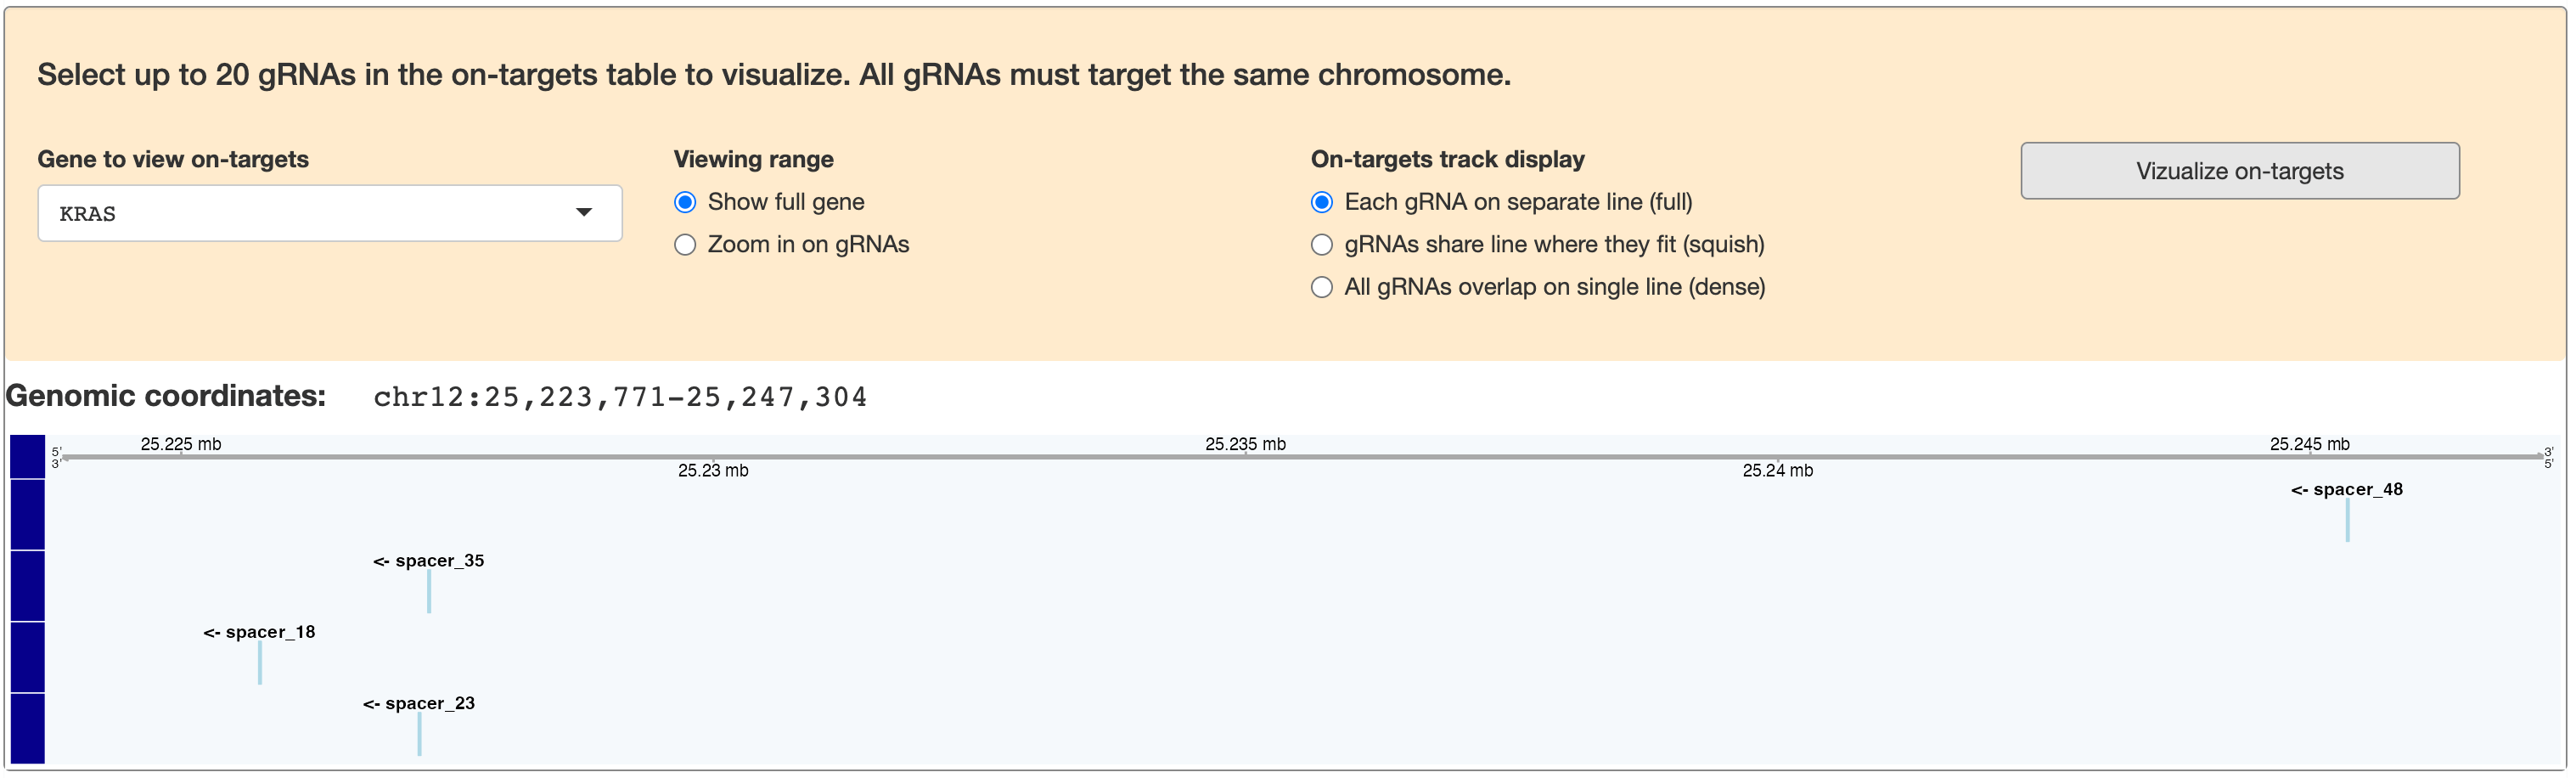 Select up to 20 gRNAs in the on-targets table to visualize. All gRNAs must target the same chromosome.
Gene to view on-targets
KRAS
Viewing range
Show full gene
Zoom in on gRNAs
On-targets track display
Each gRNA on separate line (full)
gRNAs share line where they fit (squish)
All gRNAs overlap on single line (dense)
Vizualize on-targets
Genomic coordinates: chr12:25,223,771-25,247,304
25.225 mb 25.235 mb 25.245 mb
5' 3'
3' 5'
25.23 mb 25.24 mb
<- spacer_48
<- spacer_35
<- spacer_18
<- spacer_23